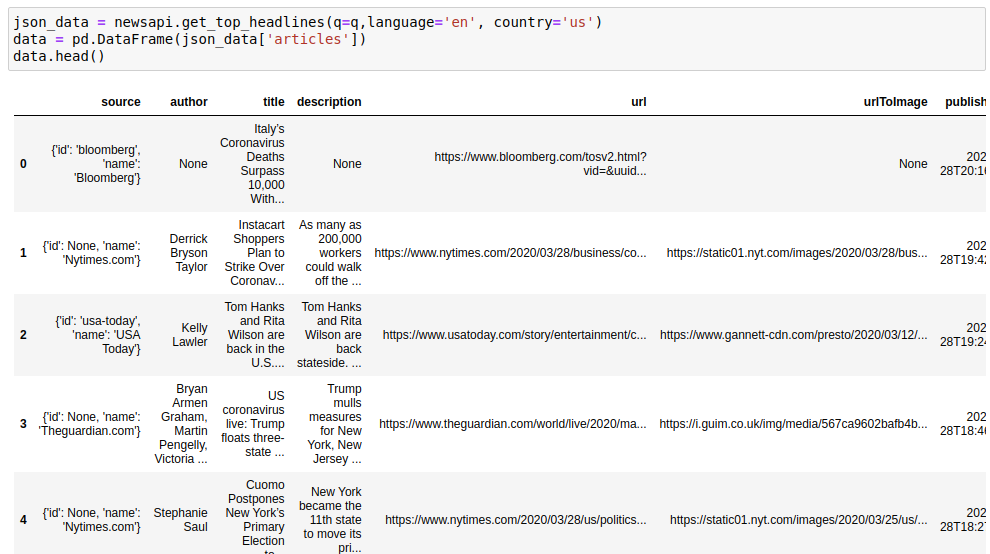 json_data = newsapi.get_top_headlines(q=q,language='en', country='us')
data = pd.DataFrame(json_data['articles'])
data.head()
source author title description url urlToImage publish
0 {'id': 'bloomberg', 'name': 'Bloomberg'} None Italy's Coronavirus Deaths Surpass 10,000 With... None https://www.bloomberg.com/tosv2.html?vid=&uuid... None 202 28T20:16
1 {'id': None, 'name': 'Nytimes.com'} Derrick Bryson Taylor Instacart Shoppers Plan to Strike Over Coronav... As many as 200,000 workers could walk off the ... https://www.nytimes.com/2020/03/28/business/co... https://static01.nyt.com/images/2020/03/28/bus... 202 28T19:42
2 {'id': 'usa-today', 'name': 'USA Today'} Kelly Lawler Tom Hanks and Rita Wilson are back in the U.S.... Tom Hanks and Rita Wilson are back stateside. ... https://www.usatoday.com/story/entertainment/c... https://www.gannett-cdn.com/presto/2020/03/12/... 202 28T19:24
3 {'id': None, 'name': 'Theguardian.com'} Bryan Armen Graham, Martin Pengelly, Victoria ... US coronavirus live: Trump floats three-state ... Trump mulls measures for New York, New Jersey ... https://www.theguardian.com/world/live/2020/ma... https://i.guim.co.uk/img/media/567ca9602bafb4b... 202 28T18:46
4 {'id': None, 'name': 'Nytimes.com'} Stephanie Saul Cuomo Postpones New York's Primary Election to... New York became the 11th state to move its pri... https://www.nytimes.com/2020/03/28/us/politics... https://static01.nyt.com/images/2020/03/25/us/... 202 28T18:27